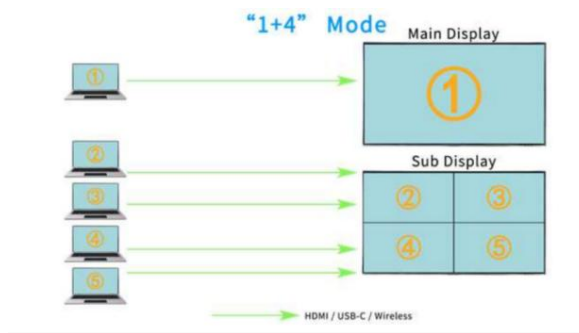 “1+4” Mode
Main Display
①
①
Sub Display
②
③
④
⑤
② ③
④ ⑤
HDMI / USB-C / Wireless